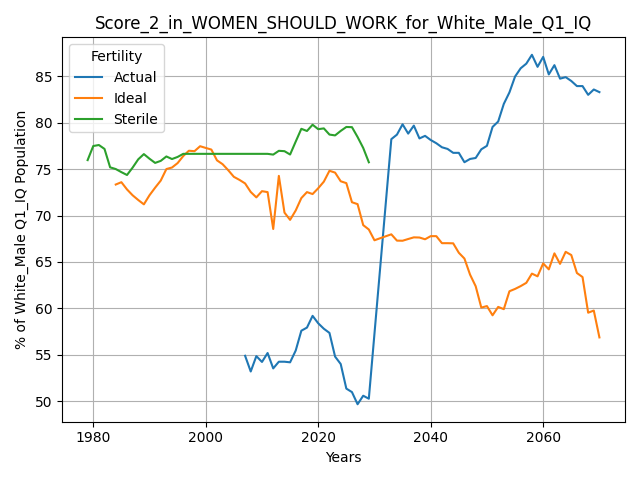 Score_2_in_WOMEN_SHOULD_WORK_for_White_Male_Q1_IQ
Fertility
Actual
Ideal
Sterile
% of White_Male Q1_IQ Population
85
80
75
70
65
60
55
50
1980
2000
2020
2040
2060
Years